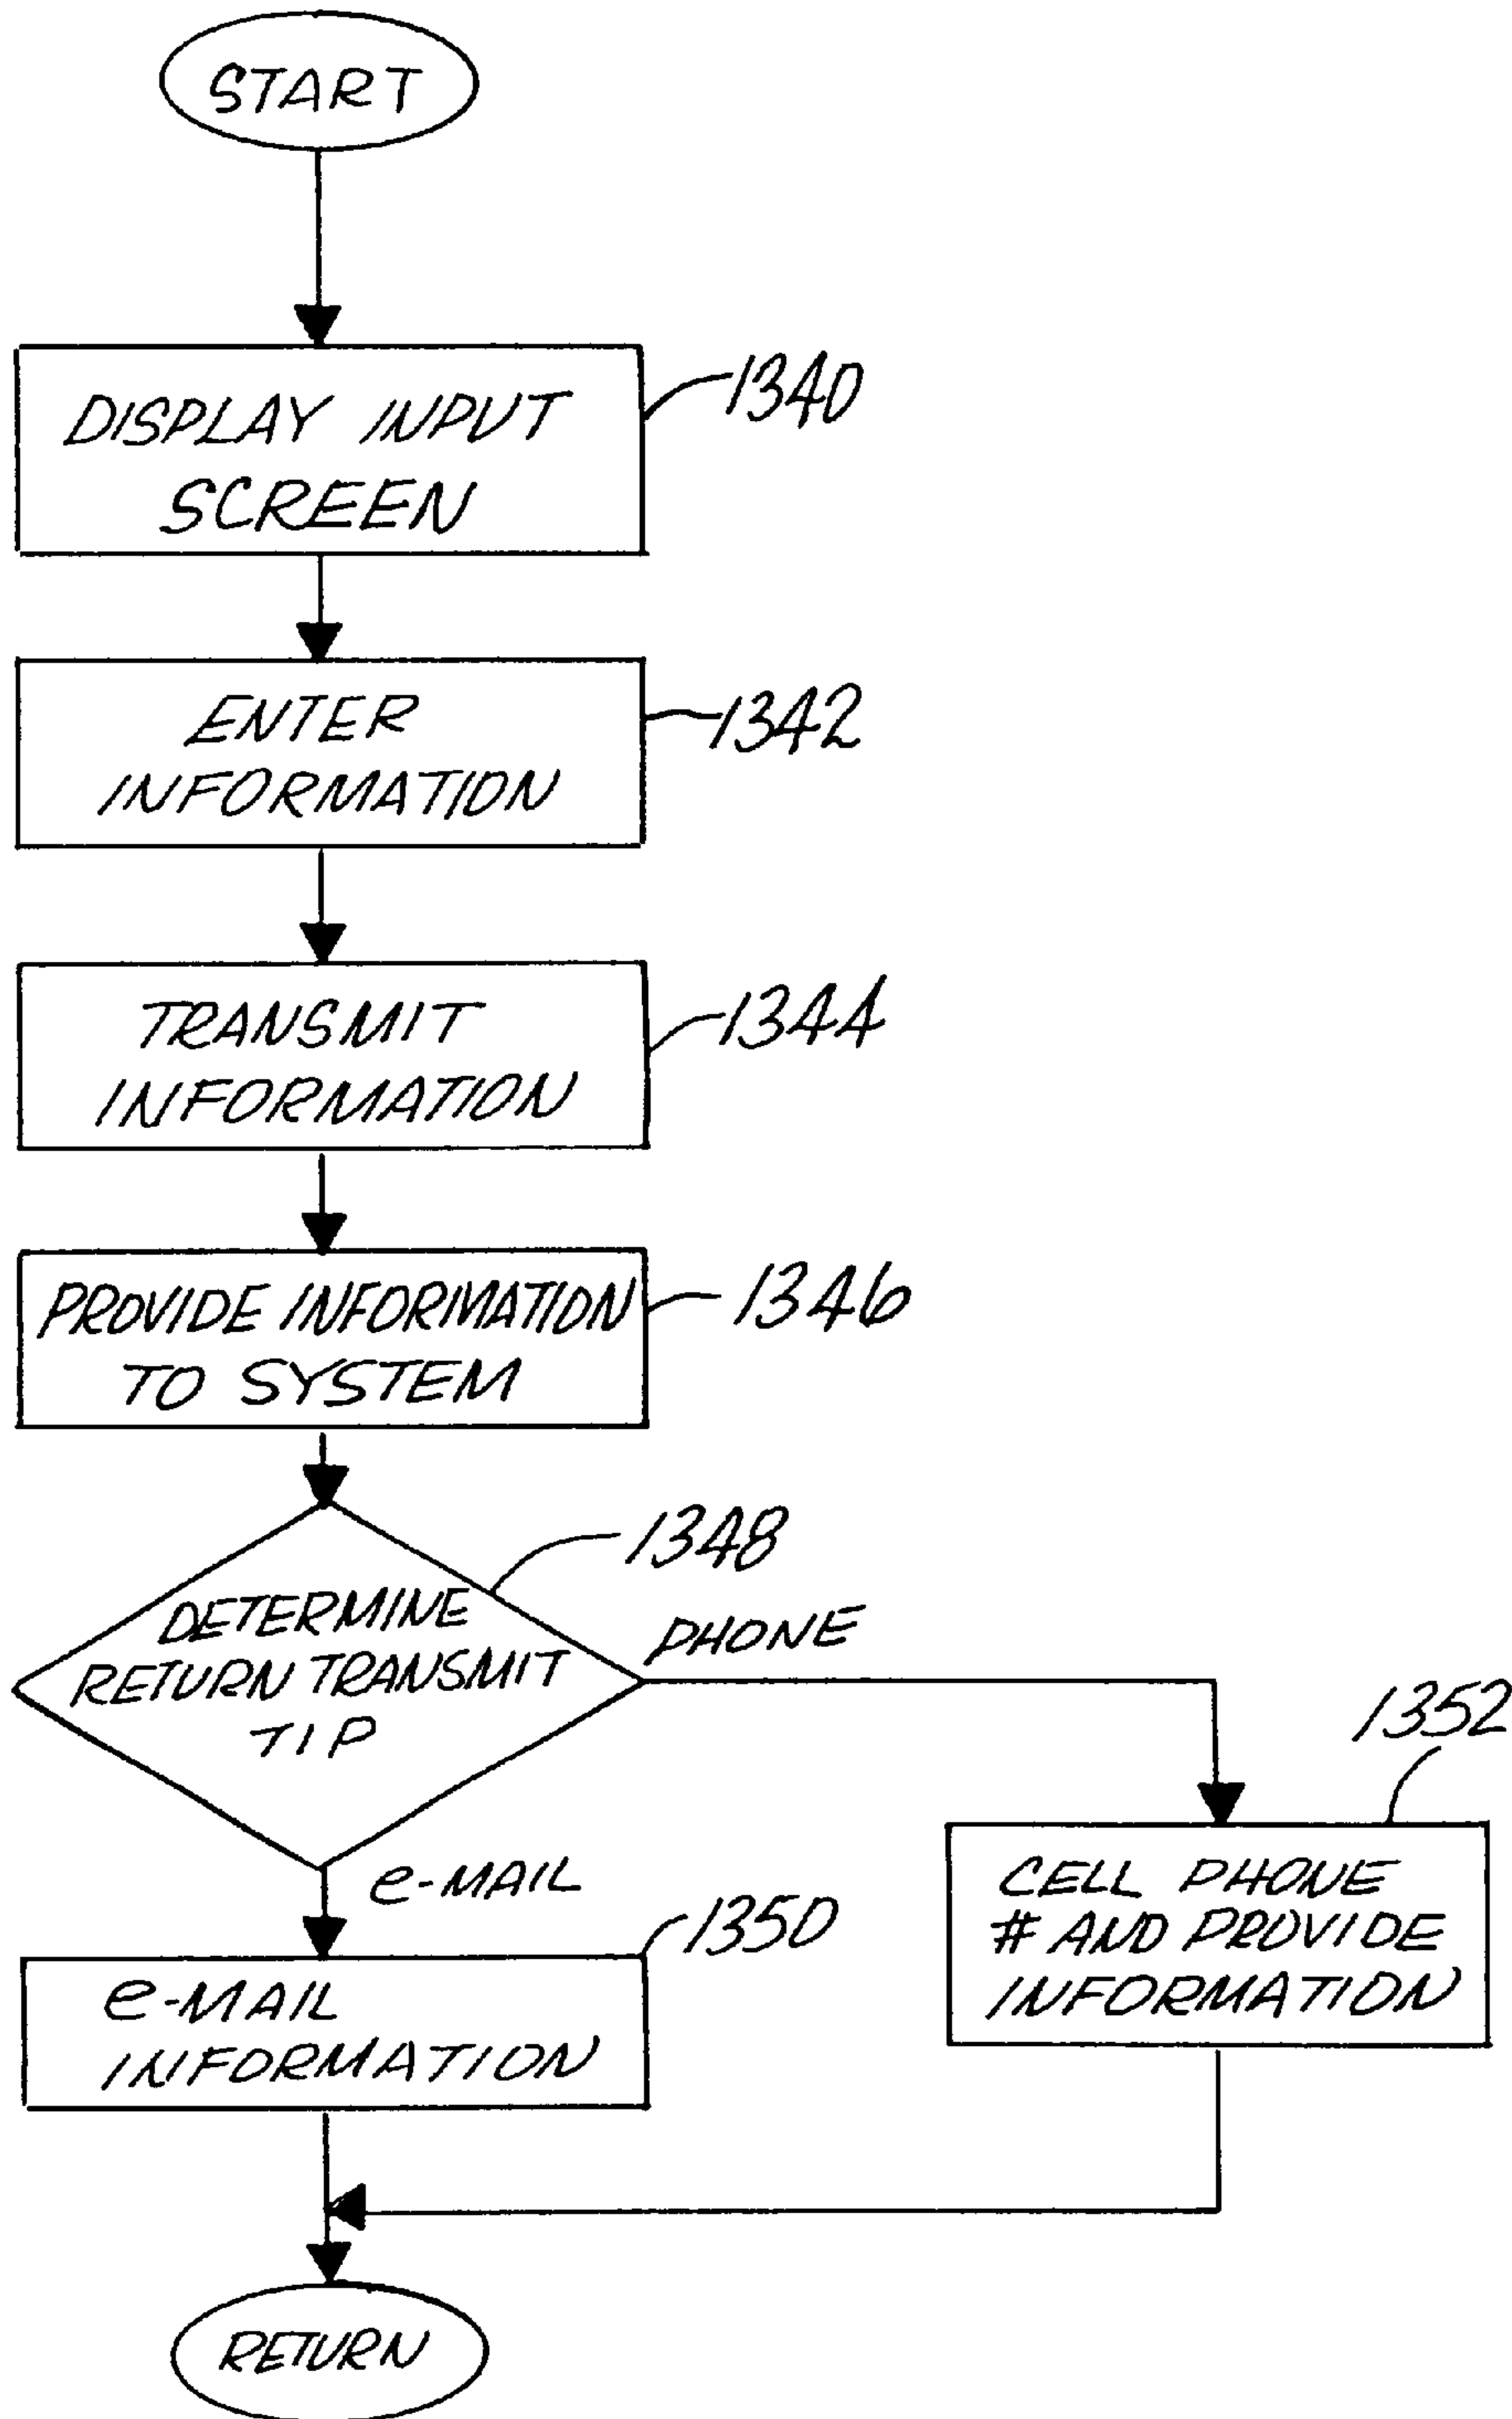 START
DISPLAY INPUT
SCREEN
1340
ENTER
INFORMATION
1342
TRANSMIT
INFORMATION
1344
PROVIDE INFORMATION
TO SYSTEM
1346
DETERMINE
RETURN TRANSMIT
TIP
1348
PHONE
1352
CELL PHONE
# AND PROVIDE
INFORMATION
e-MAIL
1350
e-MAIL
INFORMATION
RETURN